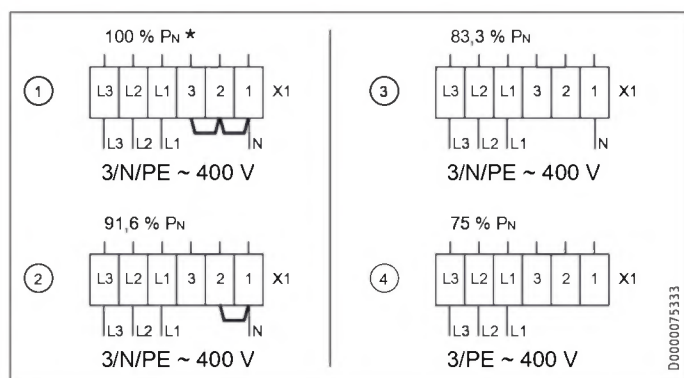 100 % PN *
1
L3 L2 L1 3 2 1 X1
L3 L2 L1 N
3/N/PE ~ 400 V
91,6 % PN
2
L3 L2 L1 3 2 1 X1
L3 L2 L1 N
3/N/PE ~ 400 V
83,3 % PN
3
L3 L2 L1 3 2 1 X1
L3 L2 L1 N
3/N/PE ~ 400 V
75 % PN
4
L3 L2 L1 3 2 1 X1
L3 L2 L1
3/PE ~ 400 V
D0000075333